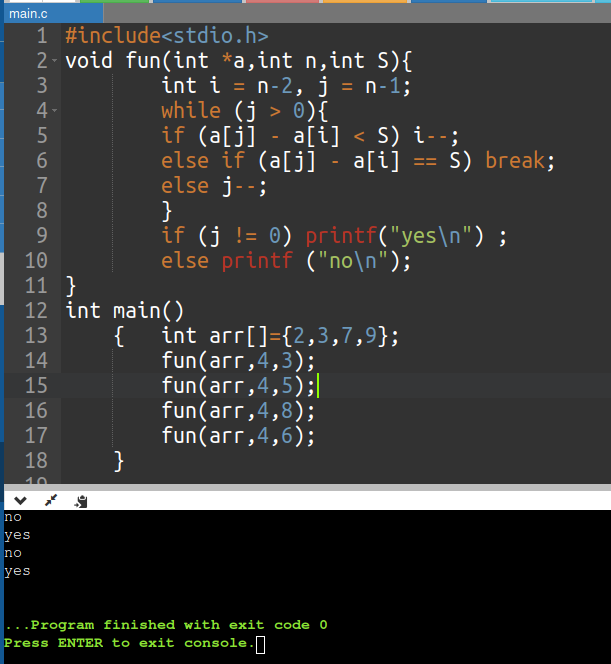 main.c
1 #include<stdio.h>
2 void fun(int *a,int n,int S){
3 int i = n-2, j = n-1;
4 while (j > 0){
5 if (a[j] - a[i] < S) i--;
6 else if (a[j] - a[i] == S) break;
7 else j--;
8 }
9 if (j != 0) printf("yes\n") ;
10 else printf ("no\n");
11 }
12 int main()
13 { int arr[]={2,3,7,9};
14 fun(arr,4,3);
15 fun(arr,4,5);
16 fun(arr,4,8);
17 fun(arr,4,6);
18 }
19
no
yes
no
yes
...Program finished with exit code 0
Press ENTER to exit console.